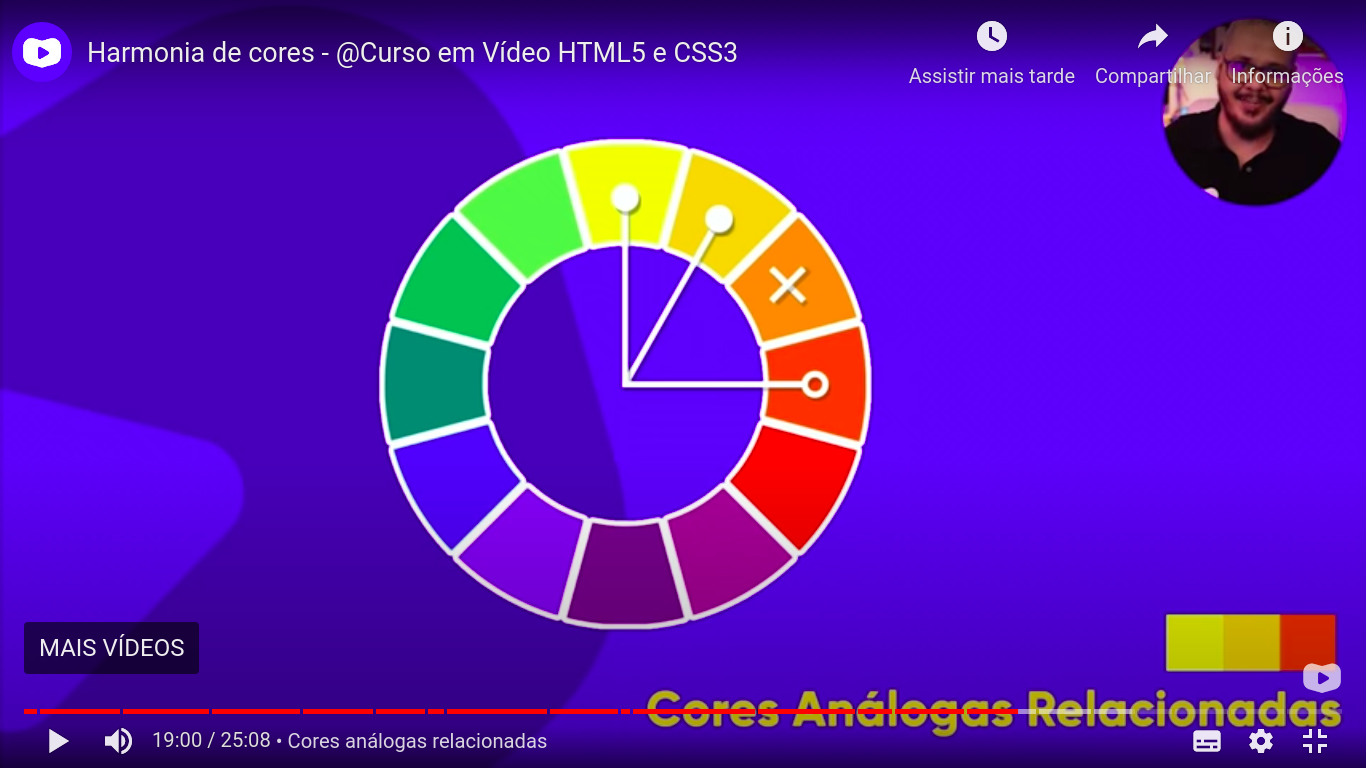 Harmonia de cores - @Curso em Vídeo HTML5 e CSS3
Assistir mais tarde
Compartilhar
Informações
MAIS VÍDEOS
Cores Análogas Relacionadas
19:00 / 25:08 • Cores análogas relacionadas